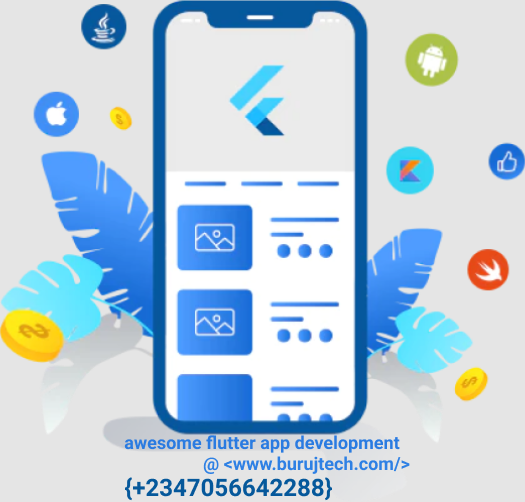 awesome flutter app development
@ <www.burujtech.com/>
{+2347056642288}